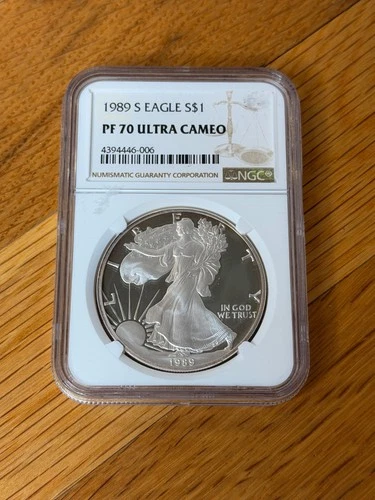 1989 S EAGLE S$1
PF 70 ULTRA CAMEO
4394446-006
NUMISMATIC GUARANTY CORPORATION
NGC
LIBERTY
IN GOD
WE TRUST
1989